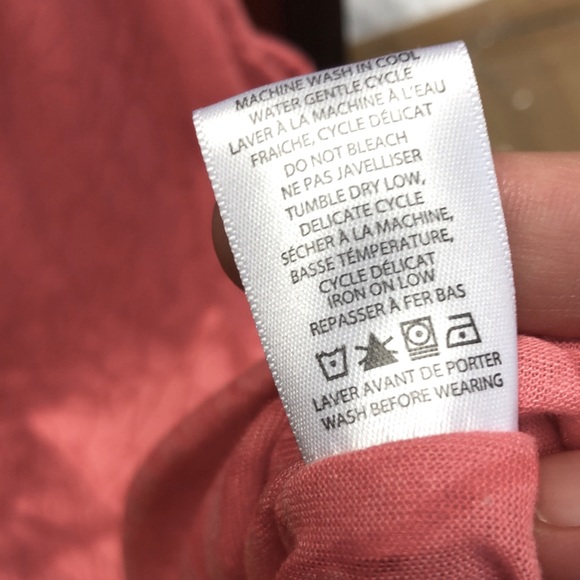 MACHINE WASH IN COOL
WATER GENTLE CYCLE
LAVER À LA MACHINE À L'EAU
FRAICHE, CYCLE DÉLICAT
DO NOT BLEACH
NE PAS JAVELLISER
TUMBLE DRY LOW,
DELICATE CYCLE
SÉCHER À LA MACHINE,
BASSE TÉMPERATURE,
CYCLE DÉLICAT
IRON ON LOW
REPASSER À FER BAS
LAVER AVANT DE PORTER
WASH BEFORE WEARING